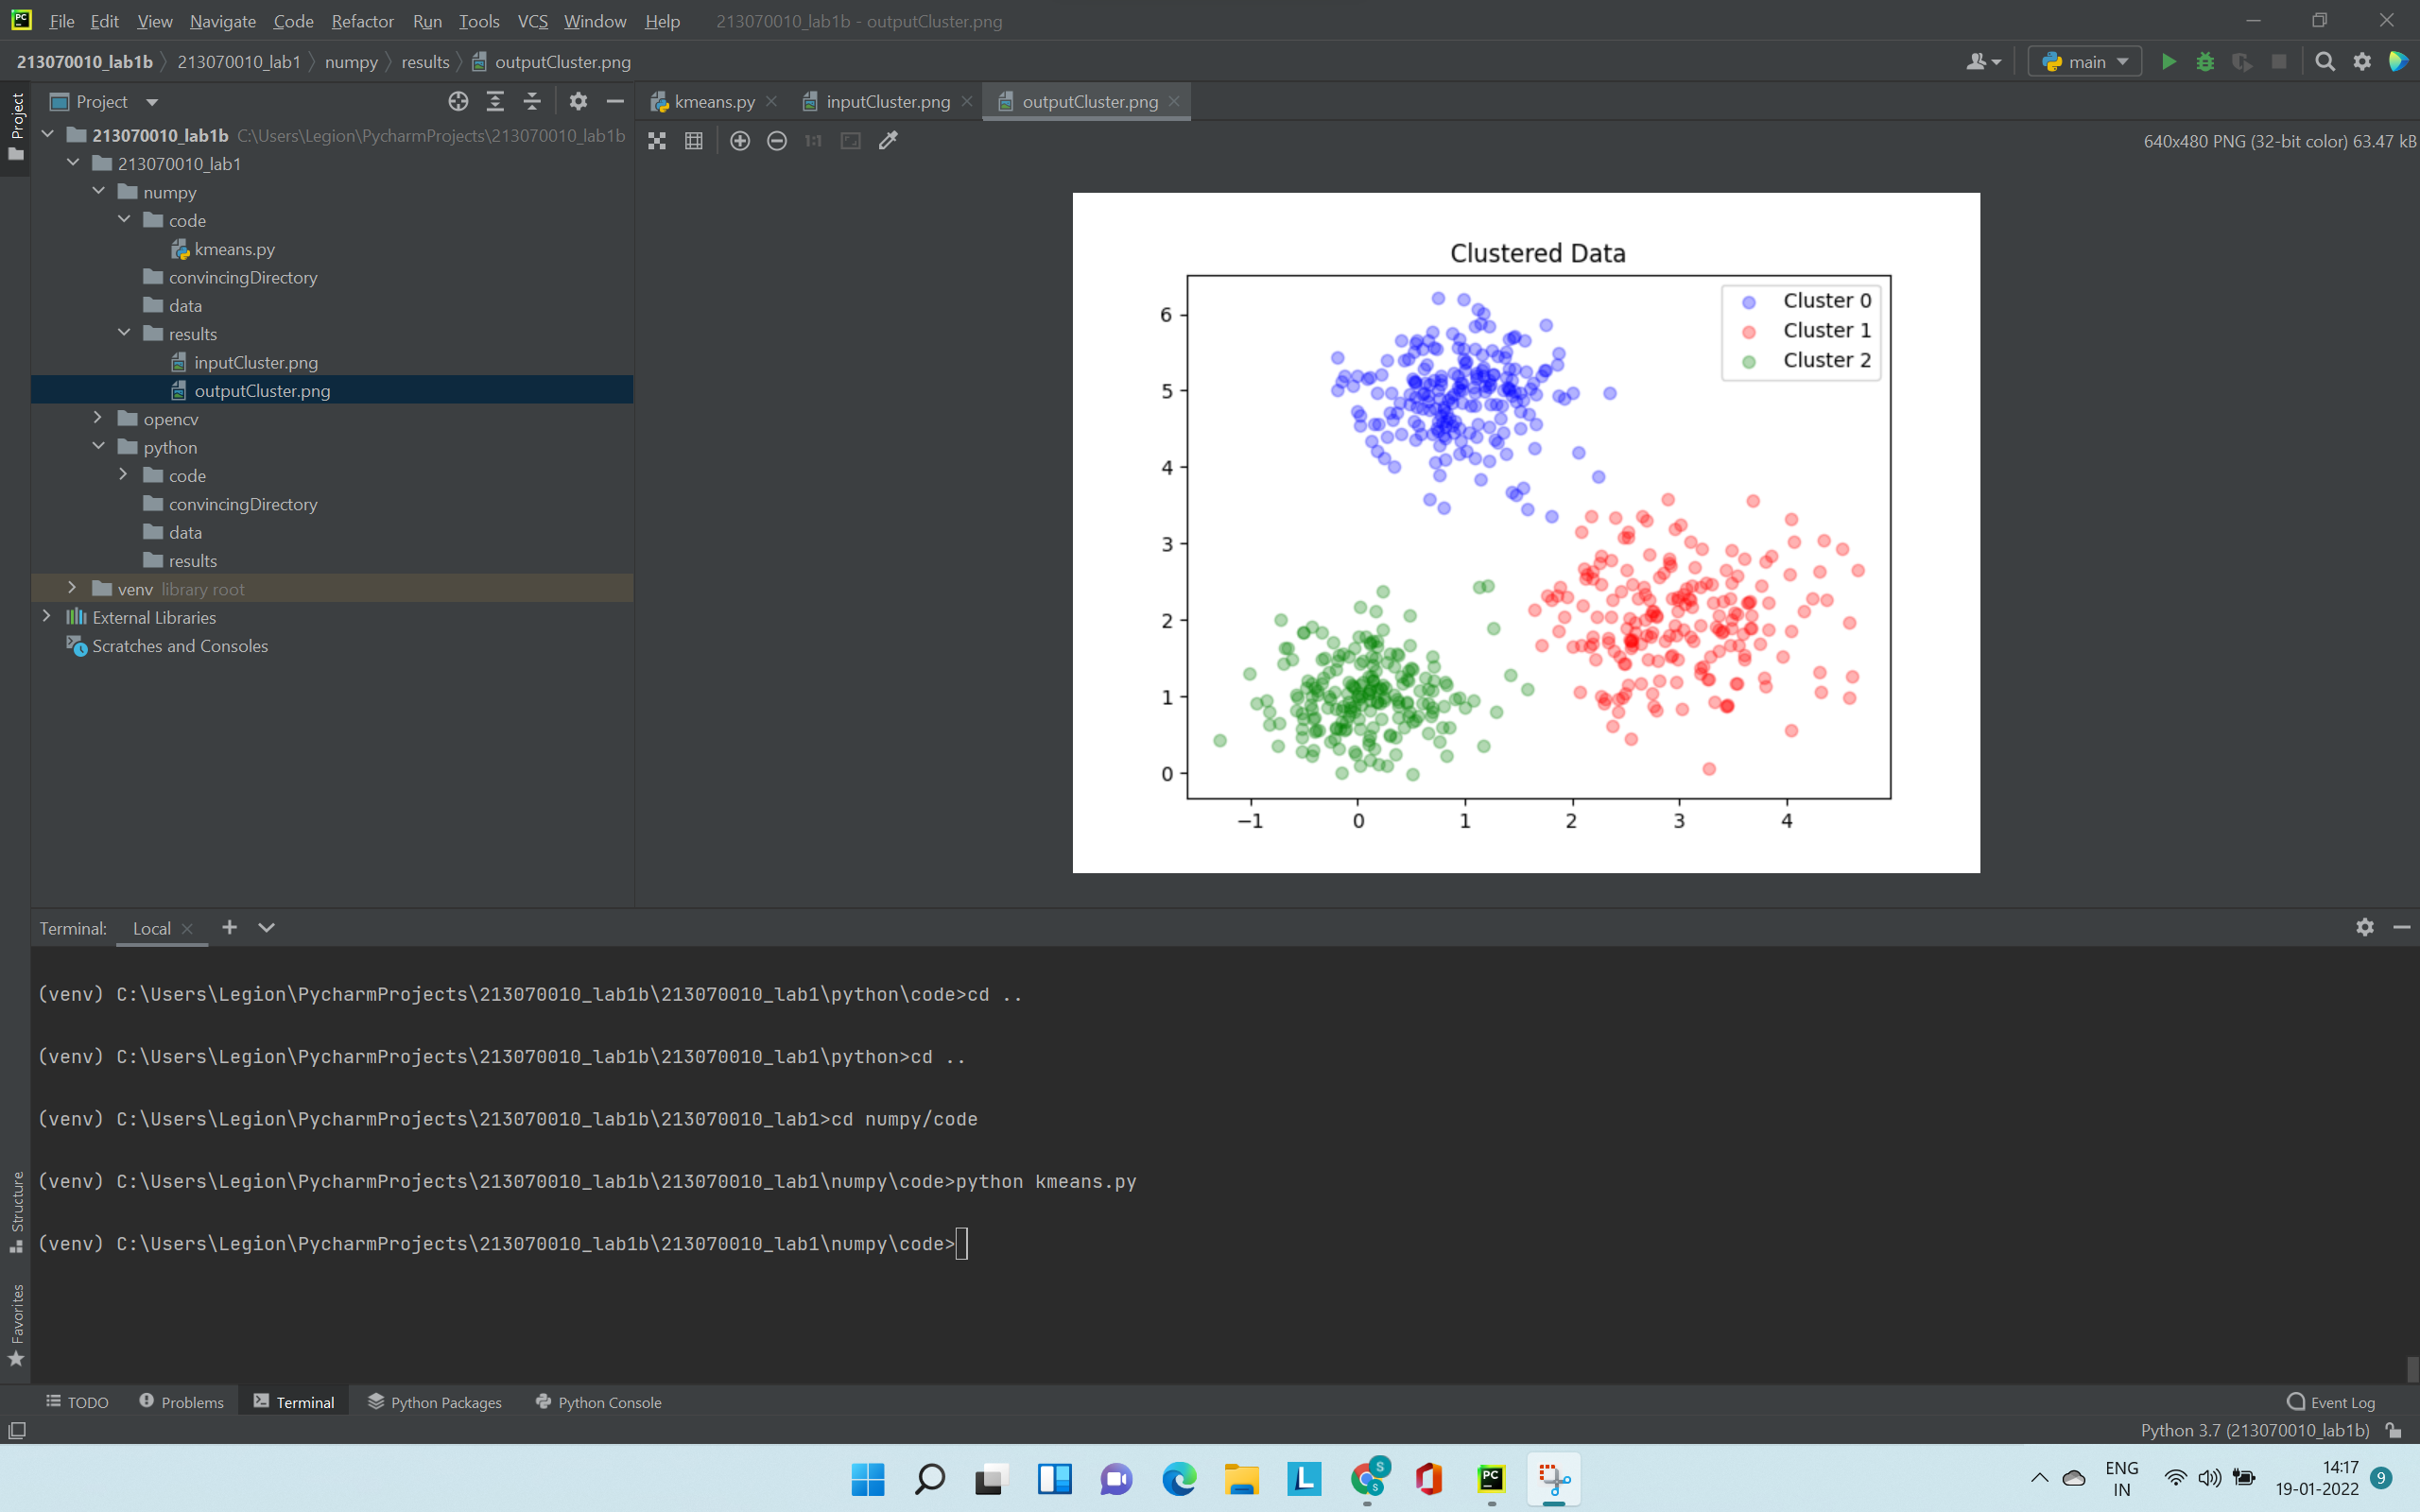 PC File Edit View Navigate Code Refactor Run Tools VCS Window Help 213070010_lab1b - outputCluster.png
213070010_lab1b 213070010_lab1 numpy results outputCluster.png main
Project Project kmeans.py inputCluster.png outputCluster.png
213070010_lab1b C:\Users\Legion\PycharmProjects\213070010_lab1b 1:1 640x480 PNG (32-bit color) 63.47 kB
213070010_lab1
numpy
code
kmeans.py
convincingDirectory
data
results
inputCluster.png
outputCluster.png
opencv
python
code
convincingDirectory
data
results
venv library root
External Libraries
Scratches and Consoles
Clustered Data
Cluster 0
Cluster 1
Cluster 2
6
5
4
3
2
1
0
−1 0 1 2 3 4
Terminal: Local
(venv) C:\Users\Legion\PycharmProjects\213070010_lab1b\213070010_lab1\python\code>cd ..
(venv) C:\Users\Legion\PycharmProjects\213070010_lab1b\213070010_lab1\python>cd ..
(venv) C:\Users\Legion\PycharmProjects\213070010_lab1b\213070010_lab1>cd numpy/code
(venv) C:\Users\Legion\PycharmProjects\213070010_lab1b\213070010_lab1\numpy\code>python kmeans.py
(venv) C:\Users\Legion\PycharmProjects\213070010_lab1b\213070010_lab1\numpy\code>
Structure
Favorites
TODO Problems Terminal Python Packages Python Console Event Log
Python 3.7 (213070010_lab1b)
L S S PC ENG 14:17 9
IN 19-01-2022